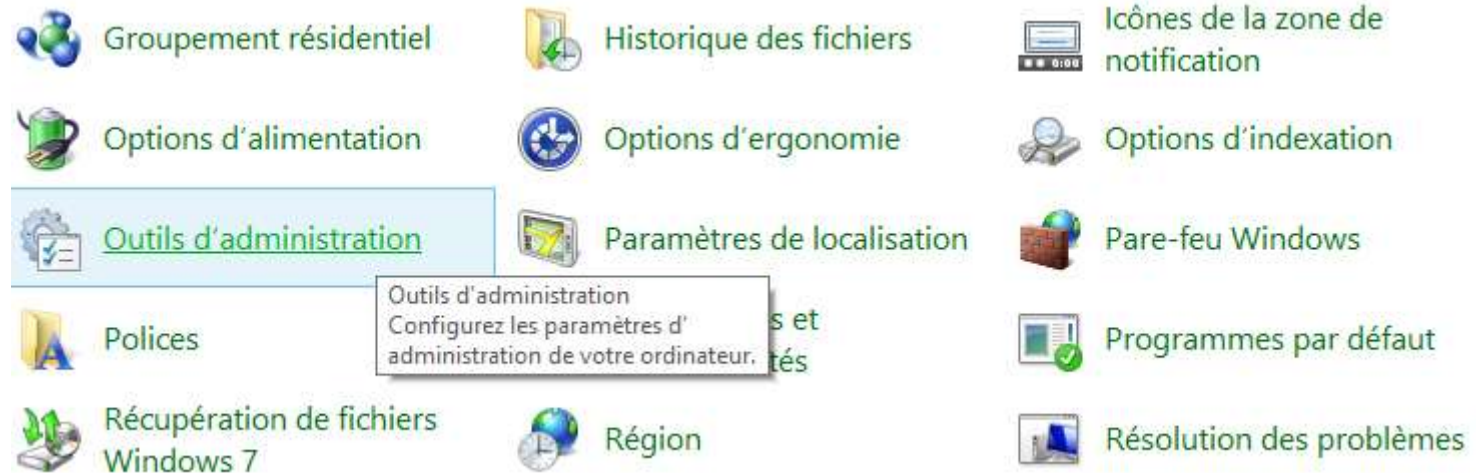 Groupement résidentiel
Historique des fichiers
Icônes de la zone de
notification
Options d'alimentation
Options d'ergonomie
Options d'indexation
Outils d'administration
Paramètres de localisation
Pare-feu Windows
Outils d'administration
Configurez les paramètres d'
administration de votre ordinateur.
Polices
et
Programmes par défaut
Récupération de fichiers
Windows 7
Région
Résolution des problèmes